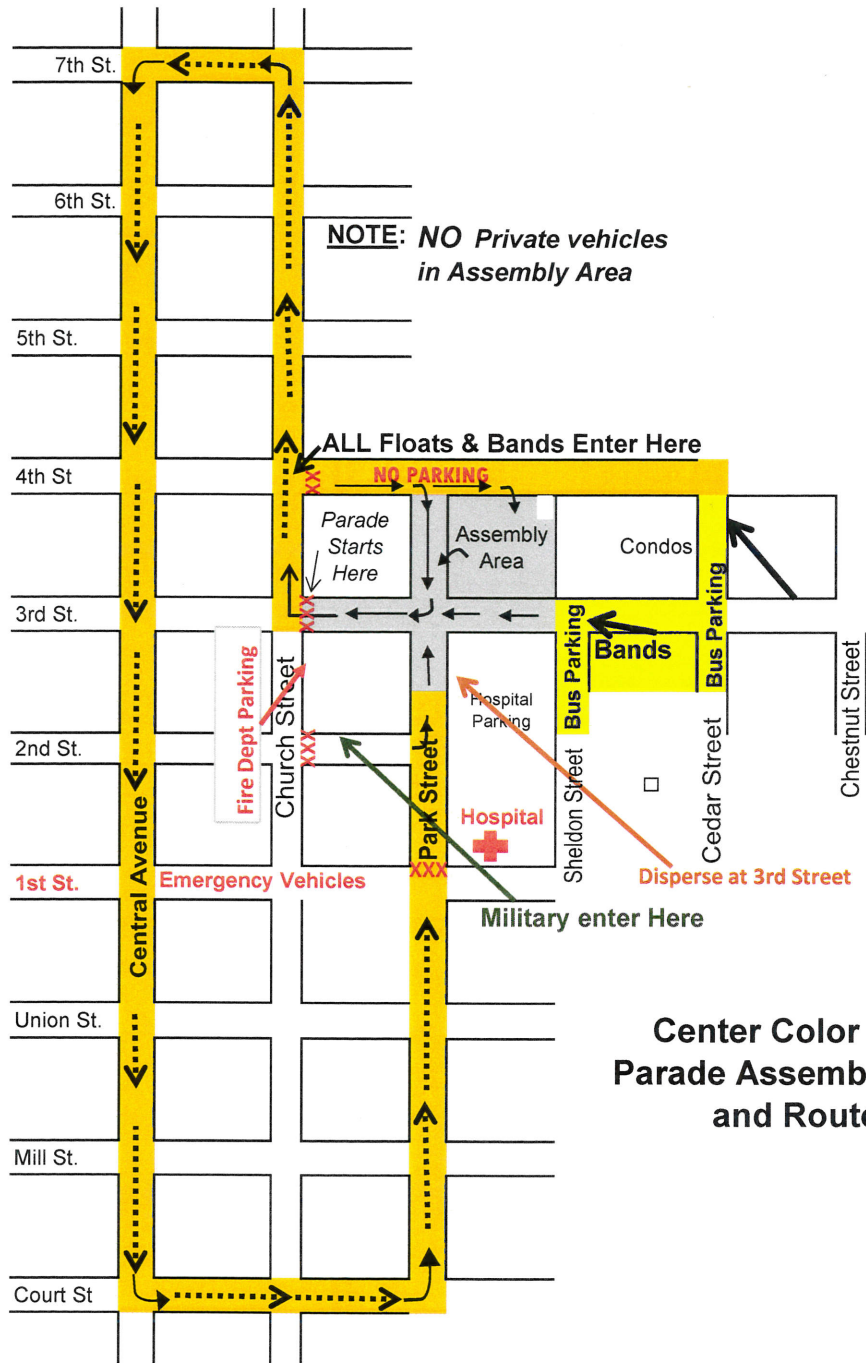 7th St.
6th St.
NOTE: NO Private vehicles
in Assembly Area
5th St.
ALL Floats & Bands Enter Here
4th St
XX
NO PARKING
Parade
Starts
Here
Assembly
Area
Condos
3rd St.
XXX
Bus Parking
Bands
Bus Parking
Fire Dept Parking
Church Street
Hospital
Parking
2nd St.
XXX
Park Street
Sheldon Street
Cedar Street
Chestnut Street
Hospital
1st St.
Central Avenue
Emergency Vehicles
XXX
Disperse at 3rd Street
Military enter Here
Union St.
Center Color
Parade Assemb
and Route
Mill St.
Court St